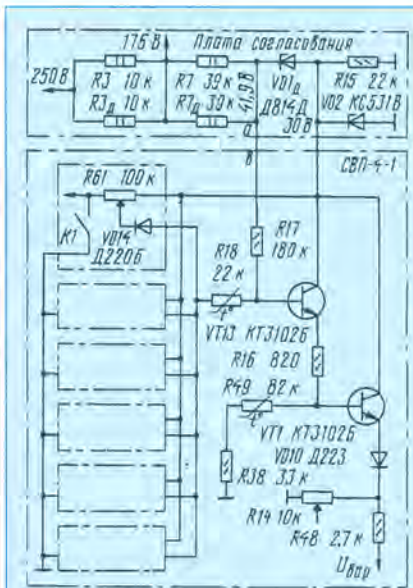 175 В Плата согласования
250 В
R3 10 к R7 39 к VD1д R15 22 к
Д814Д VD2 КС531В
R3д 10 к R7д 39 к 41,9 В
а 30 В
в СВП-4-1
R61 100 к
К1 VD14
Д220Б
R17
180 к
R18
22 к
t°
VT13 КТ3102Б
R16 820
R49 82 к
t°
VT1 КТ3102Б
VD10 Д223
R38 33 к
R14 10 к
R48 2,7 к
Uвар